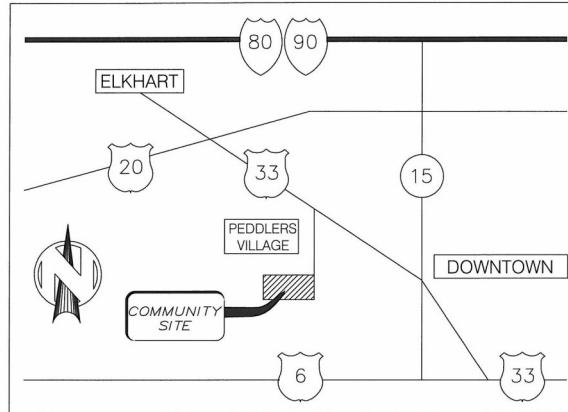 80 90
ELKHART
20
33
15
PEDDLERS
VILLAGE
N
DOWNTOWN
COMMUNITY
SITE
6
33